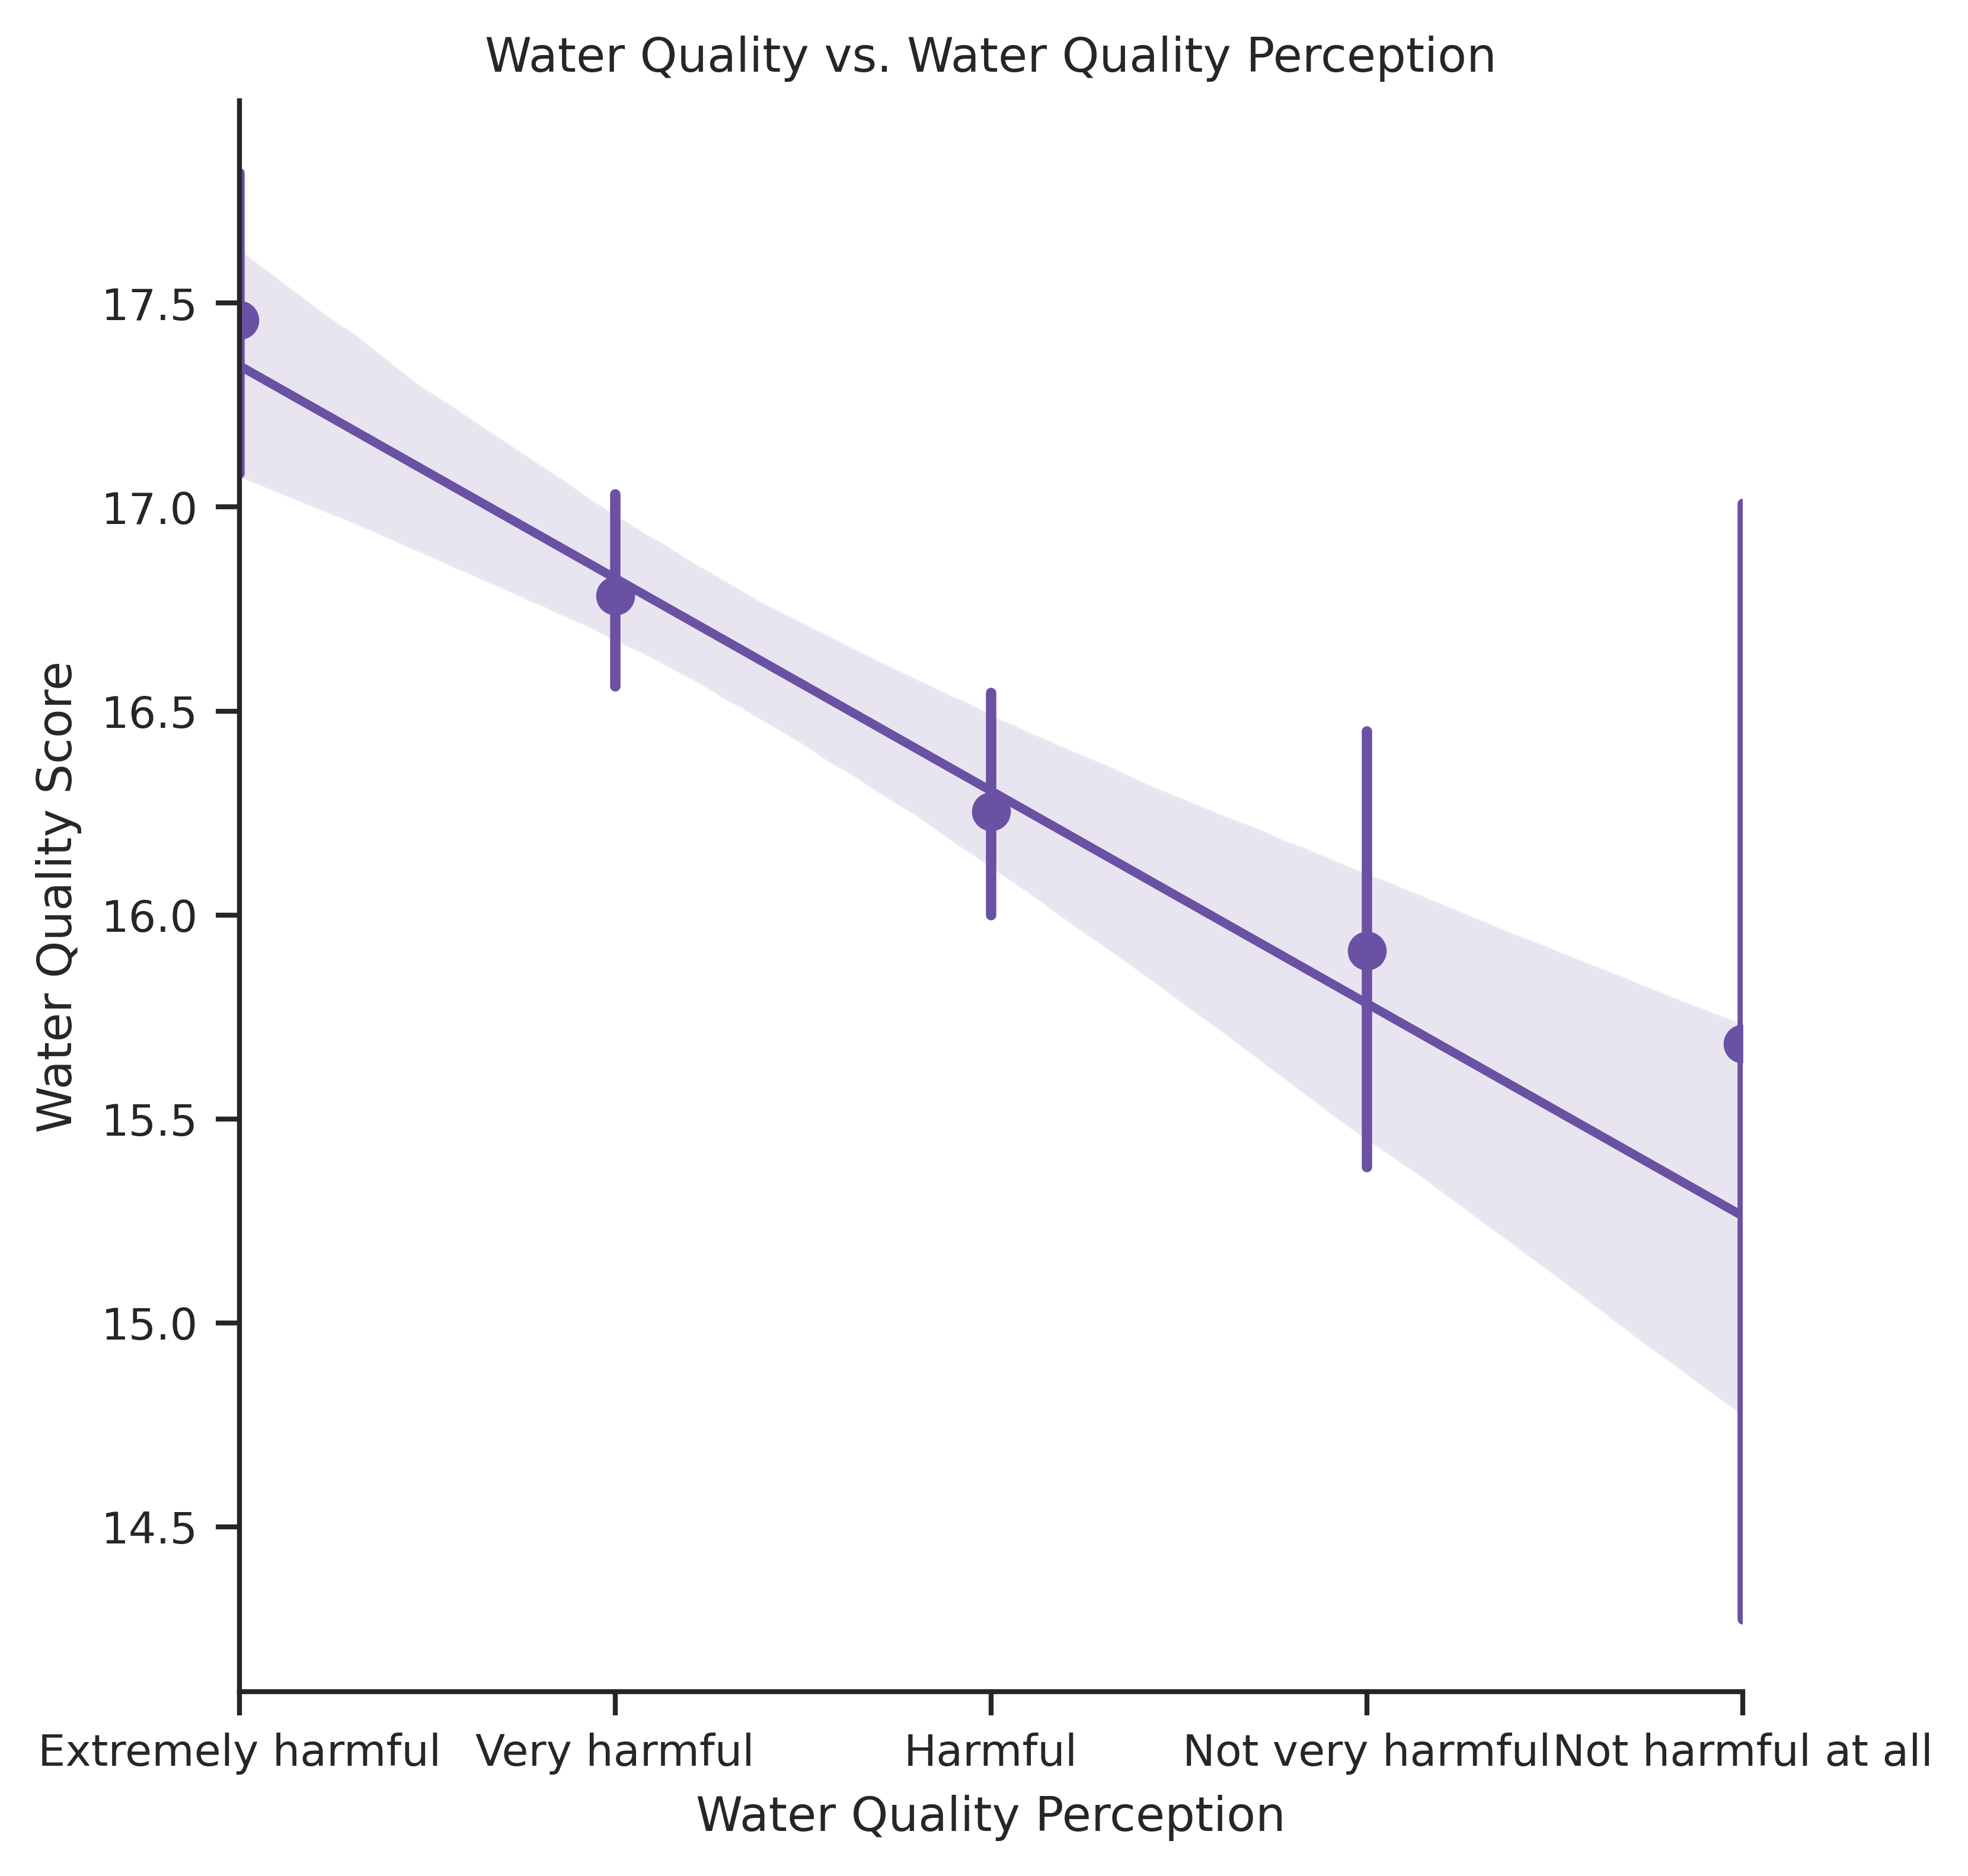 Water Quality vs. Water Quality Perception
Water Quality Score
17.5
17.0
16.5
16.0
15.5
15.0
14.5
Extremely harmful
Very harmful
Harmful
Not very harmful
Not harmful at all
Water Quality Perception